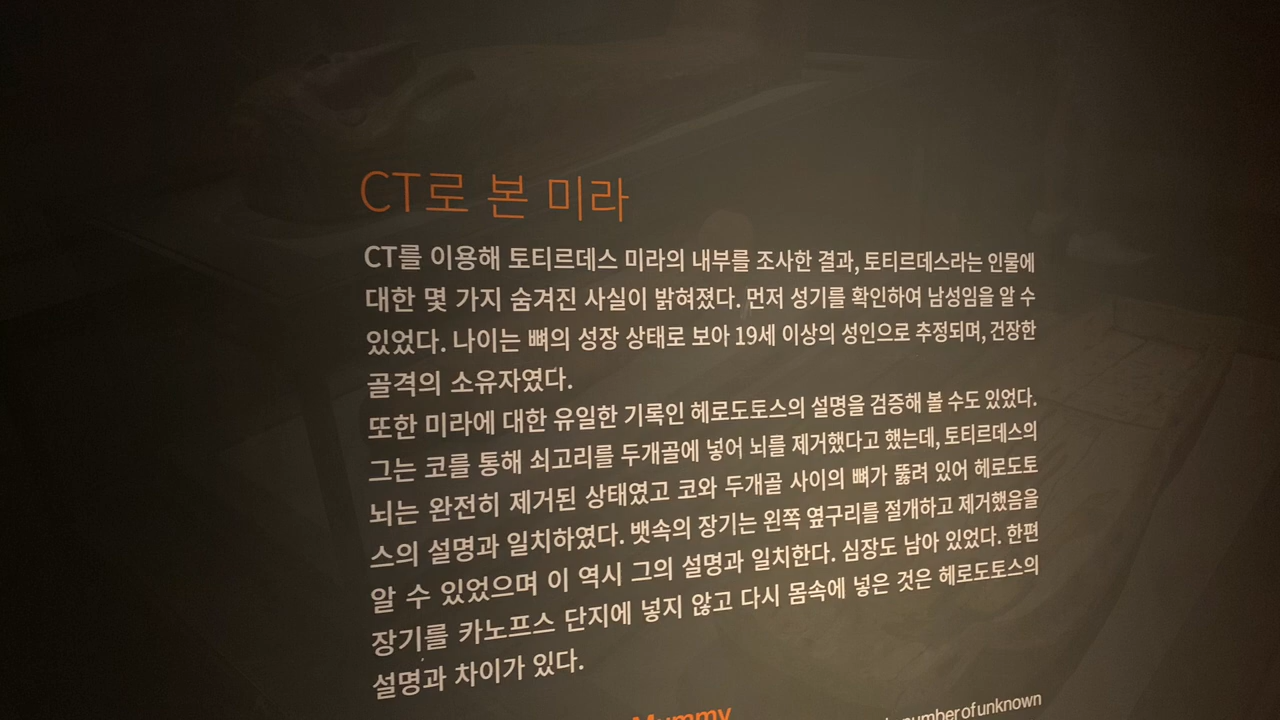 CT로 본 미라
CT를 이용해 토티르데스 미라의 내부를 조사한 결과, 토티르데스라는 인물에
대한 몇 가지 숨겨진 사실이 밝혀졌다. 먼저 성기를 확인하여 남성임을 알 수
있었다. 나이는 뼈의 성장 상태로 보아 19세 이상의 성인으로 추정되며, 건장한
골격의 소유자였다.
또한 미라에 대한 유일한 기록인 헤로도토스의 설명을 검증해 볼 수도 있었다.
그는 코를 통해 쇠고리를 두개골에 넣어 뇌를 제거했다고 했는데, 토티르데스의
뇌는 완전히 제거된 상태였고 코와 두개골 사이의 뼈가 뚫려 있어 헤로도토
스의 설명과 일치하였다. 뱃속의 장기는 왼쪽 옆구리를 절개하고 제거했음을
알 수 있었으며 이 역시 그의 설명과 일치한다. 심장도 남아 있었다. 한편
장기를 카노프스 단지에 넣지 않고 다시 몸속에 넣은 것은 헤로도토스의
설명과 차이가 있다.
Mummy
number of unknown